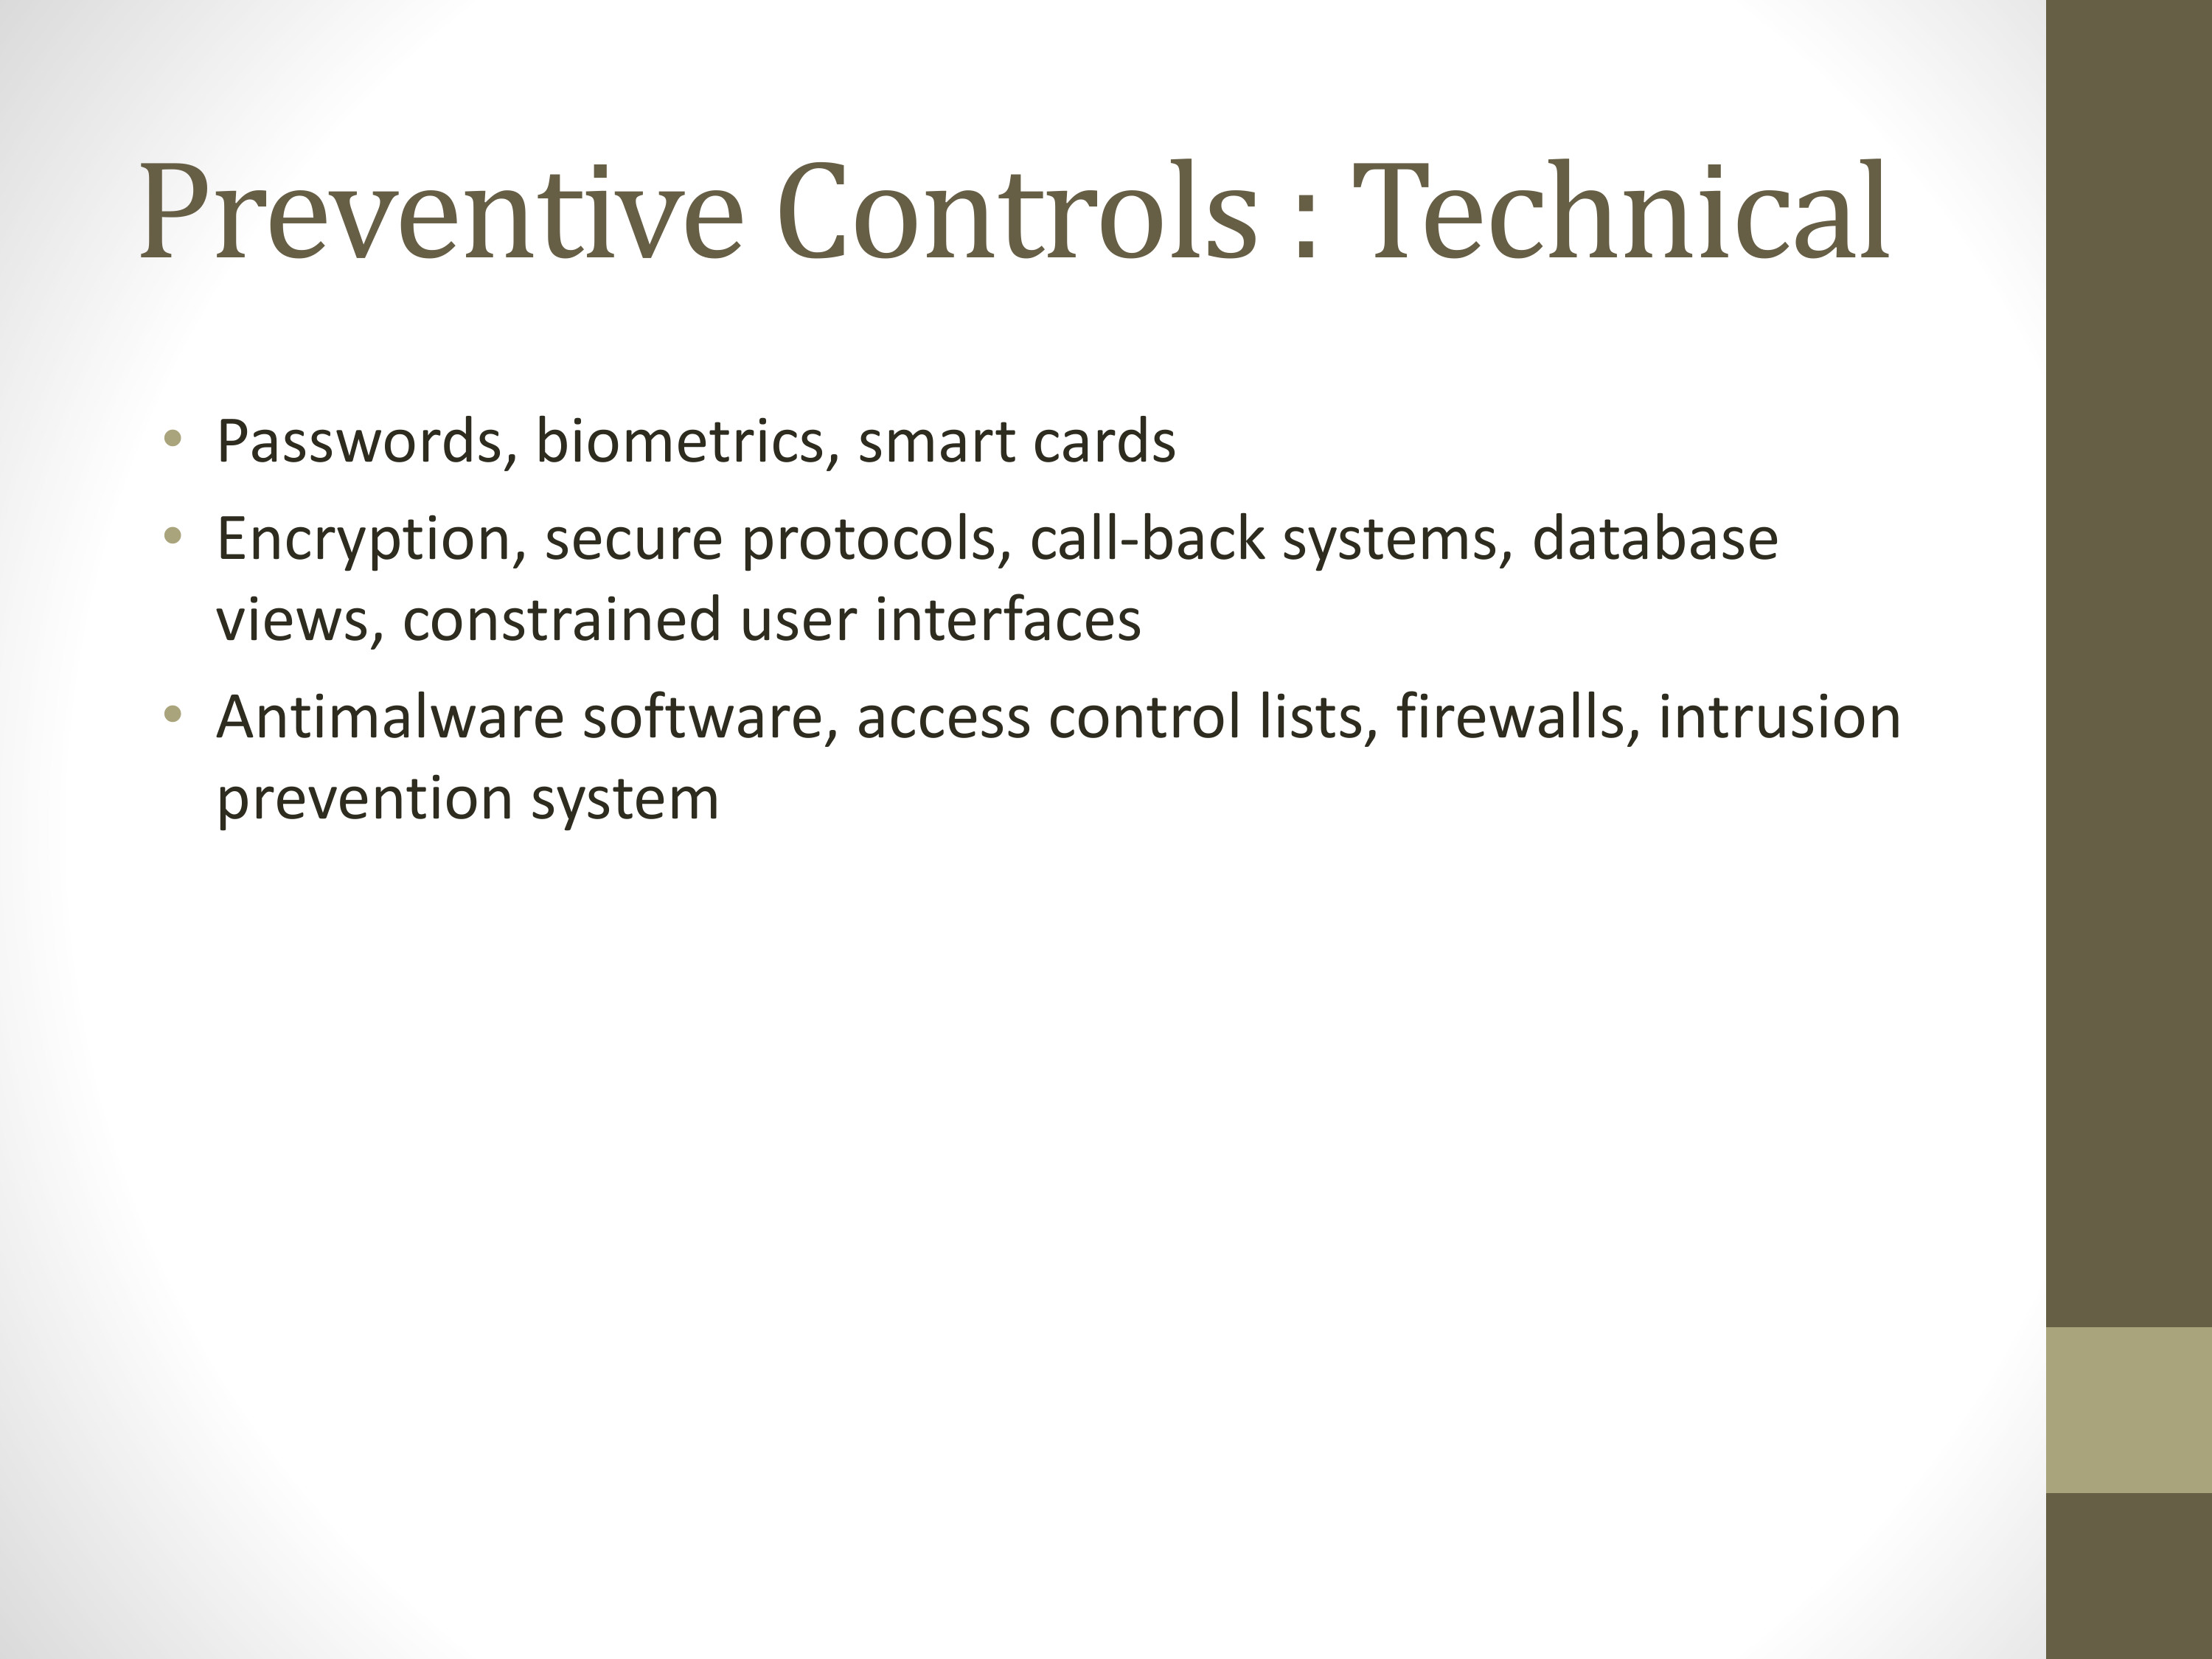 Preventive Controls : Technical
• Passwords, biometrics, smart cards
• Encryption, secure protocols, call-back systems, database
views, constrained user interfaces
• Antimalware software, access control lists, firewalls, intrusion
prevention system